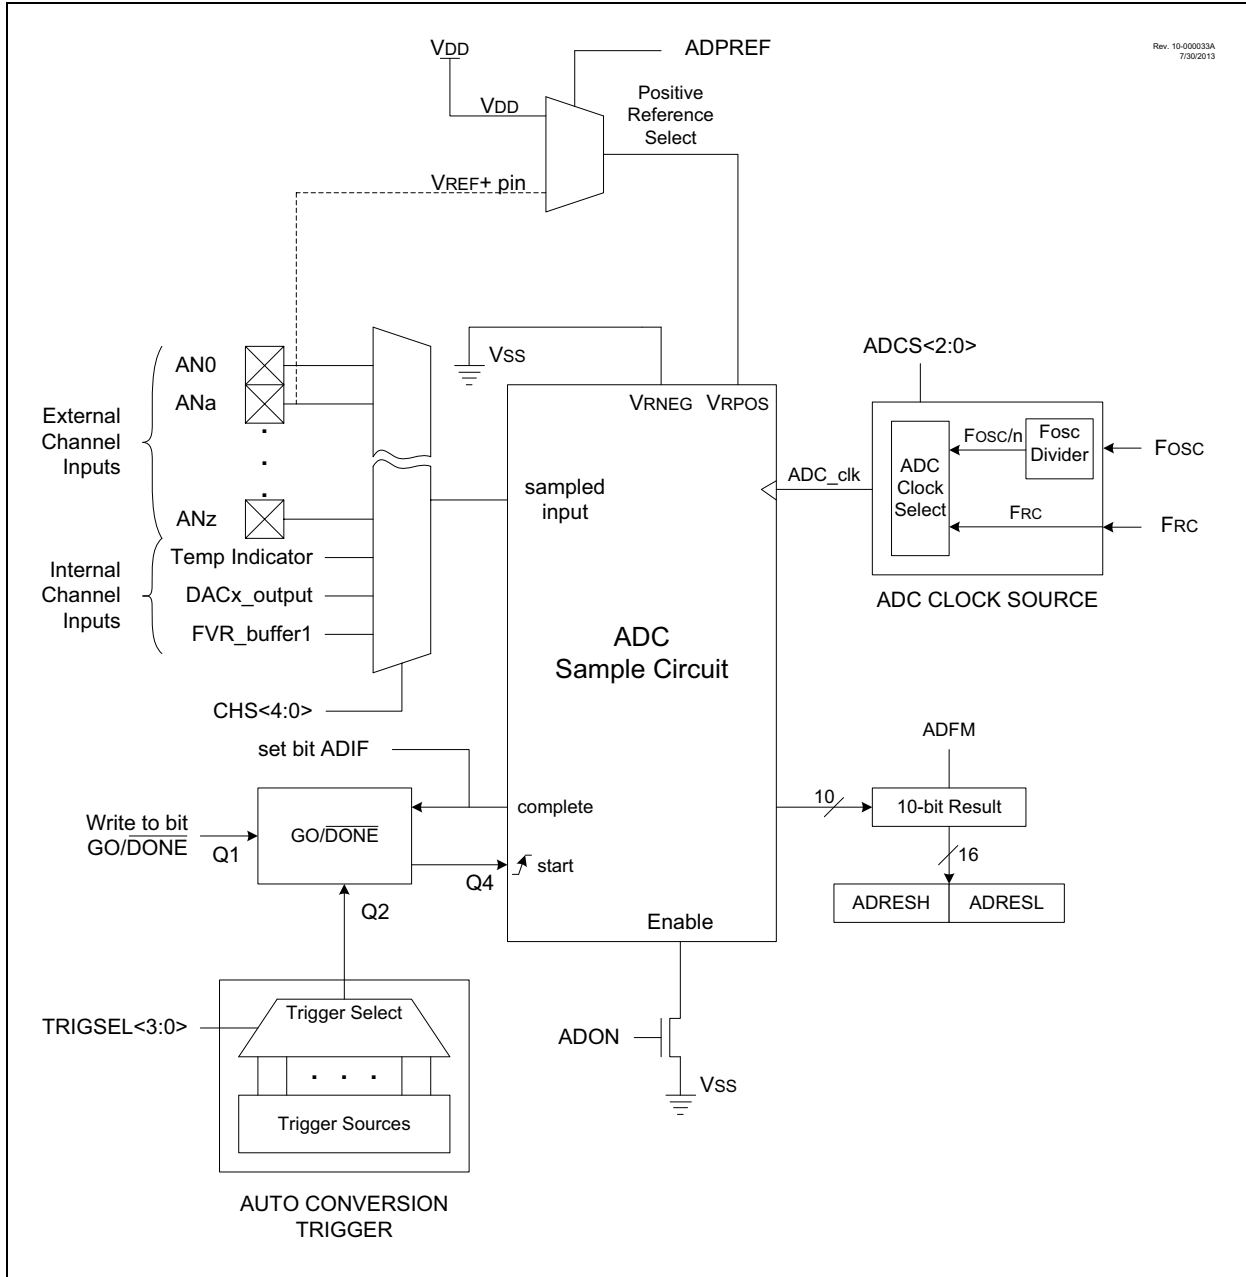 Rev. 10-000033A
7/30/2013
VDD
ADPREF
VDD
Positive
Reference
Select
VREF+ pin
VSS
ADCS<2:0>
External
Channel
Inputs
AN0
ANa
.
.
.
ANz
VRNEG
VRPOS
sampled
input
ADC_clk
ADC
Clock
Select
FOSC/n
Fosc
Divider
FOSC
FRC
FRC
ADC CLOCK SOURCE
Internal
Channel
Inputs
Temp Indicator
DACx_output
FVR_buffer1
ADC
Sample Circuit
CHS<4:0>
set bit ADIF
complete
Write to bit
GO/DONE
Q1
GO/DONE
Q4
start
Q2
ADFM
10
10-bit Result
16
ADRESH
ADRESL
Enable
ADON
VSS
TRIGSEL<3:0>
Trigger Select
. . .
Trigger Sources
AUTO CONVERSION
TRIGGER